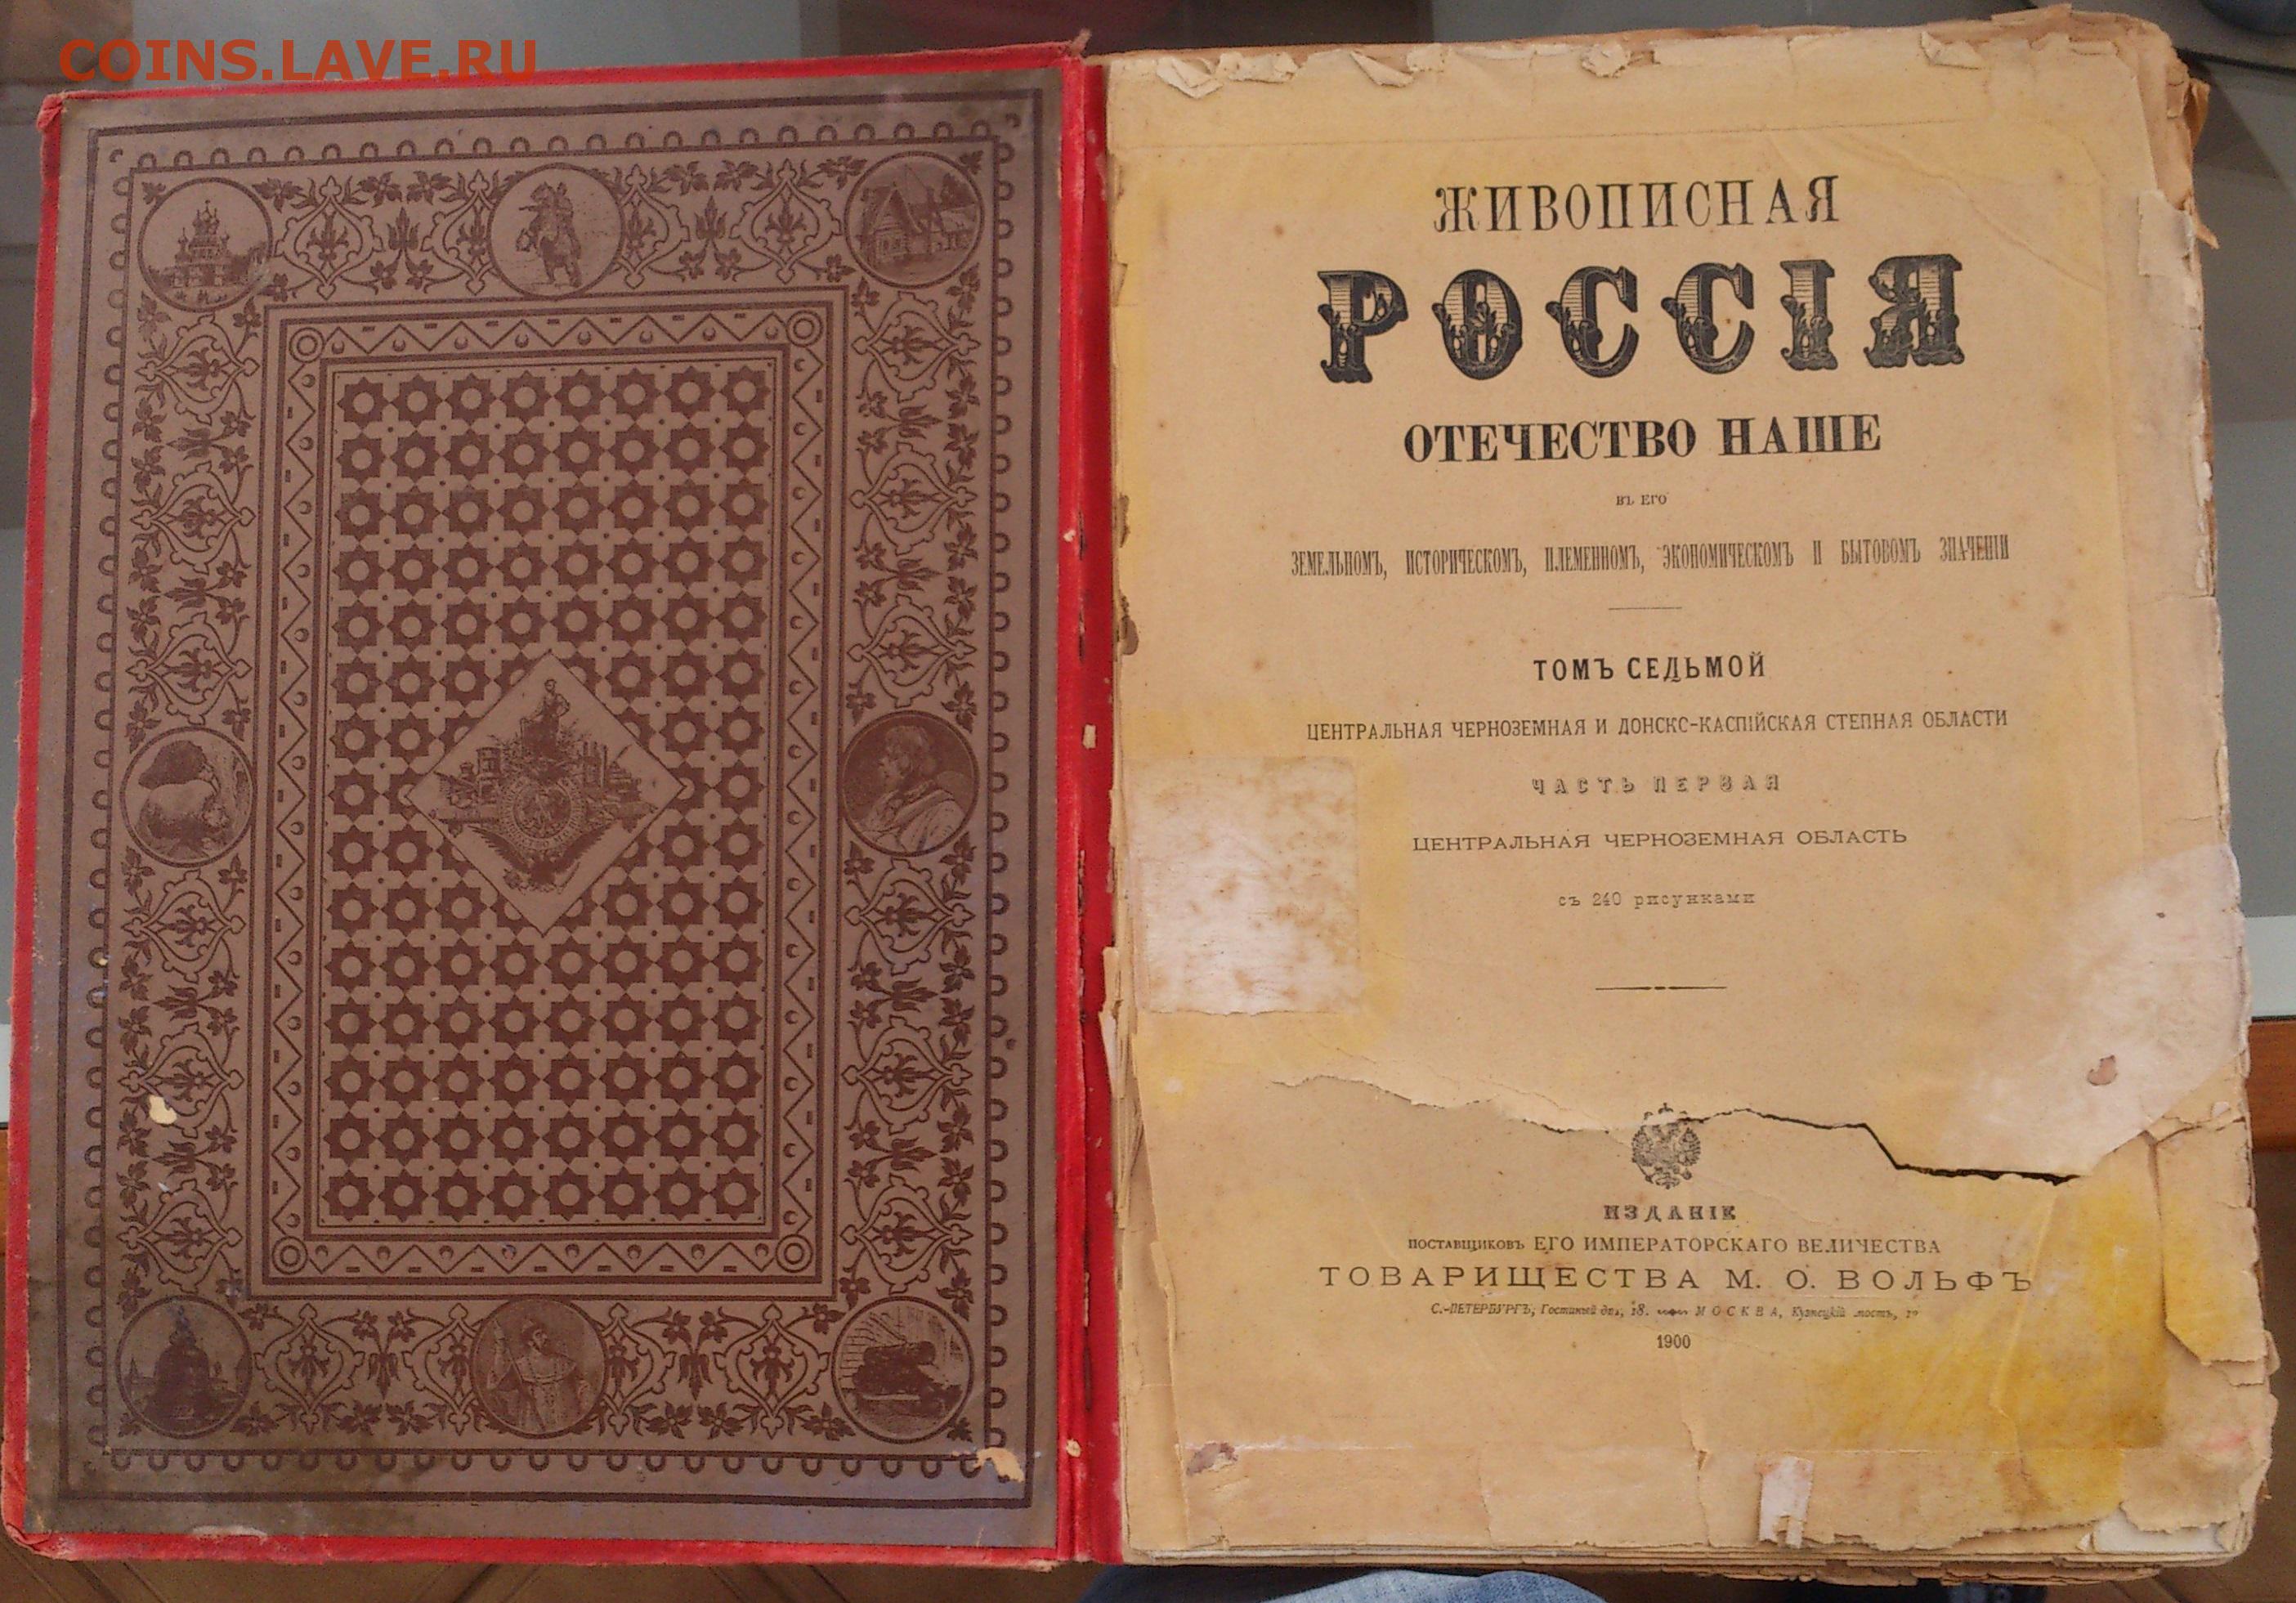 COINS.LAVE.RU
ЖИВОПИСНАЯ
РОССІЯ
ОТЕЧЕСТВО НАШЕ
ВЪ ЕГО
ЗЕМЕЛЬНОМЪ, ИСТОРИЧЕСКОМЪ, ПЛЕМЕННОМЪ, ЭКОНОМИЧЕСКОМЪ И БЫТОВОМЪ ЗНАЧЕНІИ
ТОМЪ СЕДЬМОЙ
ЦЕНТРАЛЬНАЯ ЧЕРНОЗЕМНАЯ И ДОНСКО-КАСПІЙСКАЯ СТЕПНАЯ ОБЛАСТИ
ЧАСТЬ ПЕРВАЯ
ЦЕНТРАЛЬНАЯ ЧЕРНОЗЕМНАЯ ОБЛАСТЬ
съ 240 рисунками
ИЗДАНІЕ
ПОСТАВЩИКОВЪ ЕГО ИМПЕРАТОРСКАГО ВЕЛИЧЕСТВА
ТОВАРИЩЕСТВА М. О. ВОЛЬФЪ
С.-ПЕТЕРБУРГЪ, Гостиный дв., 18. МОСКВА, Кузнецкій мостъ,
1900